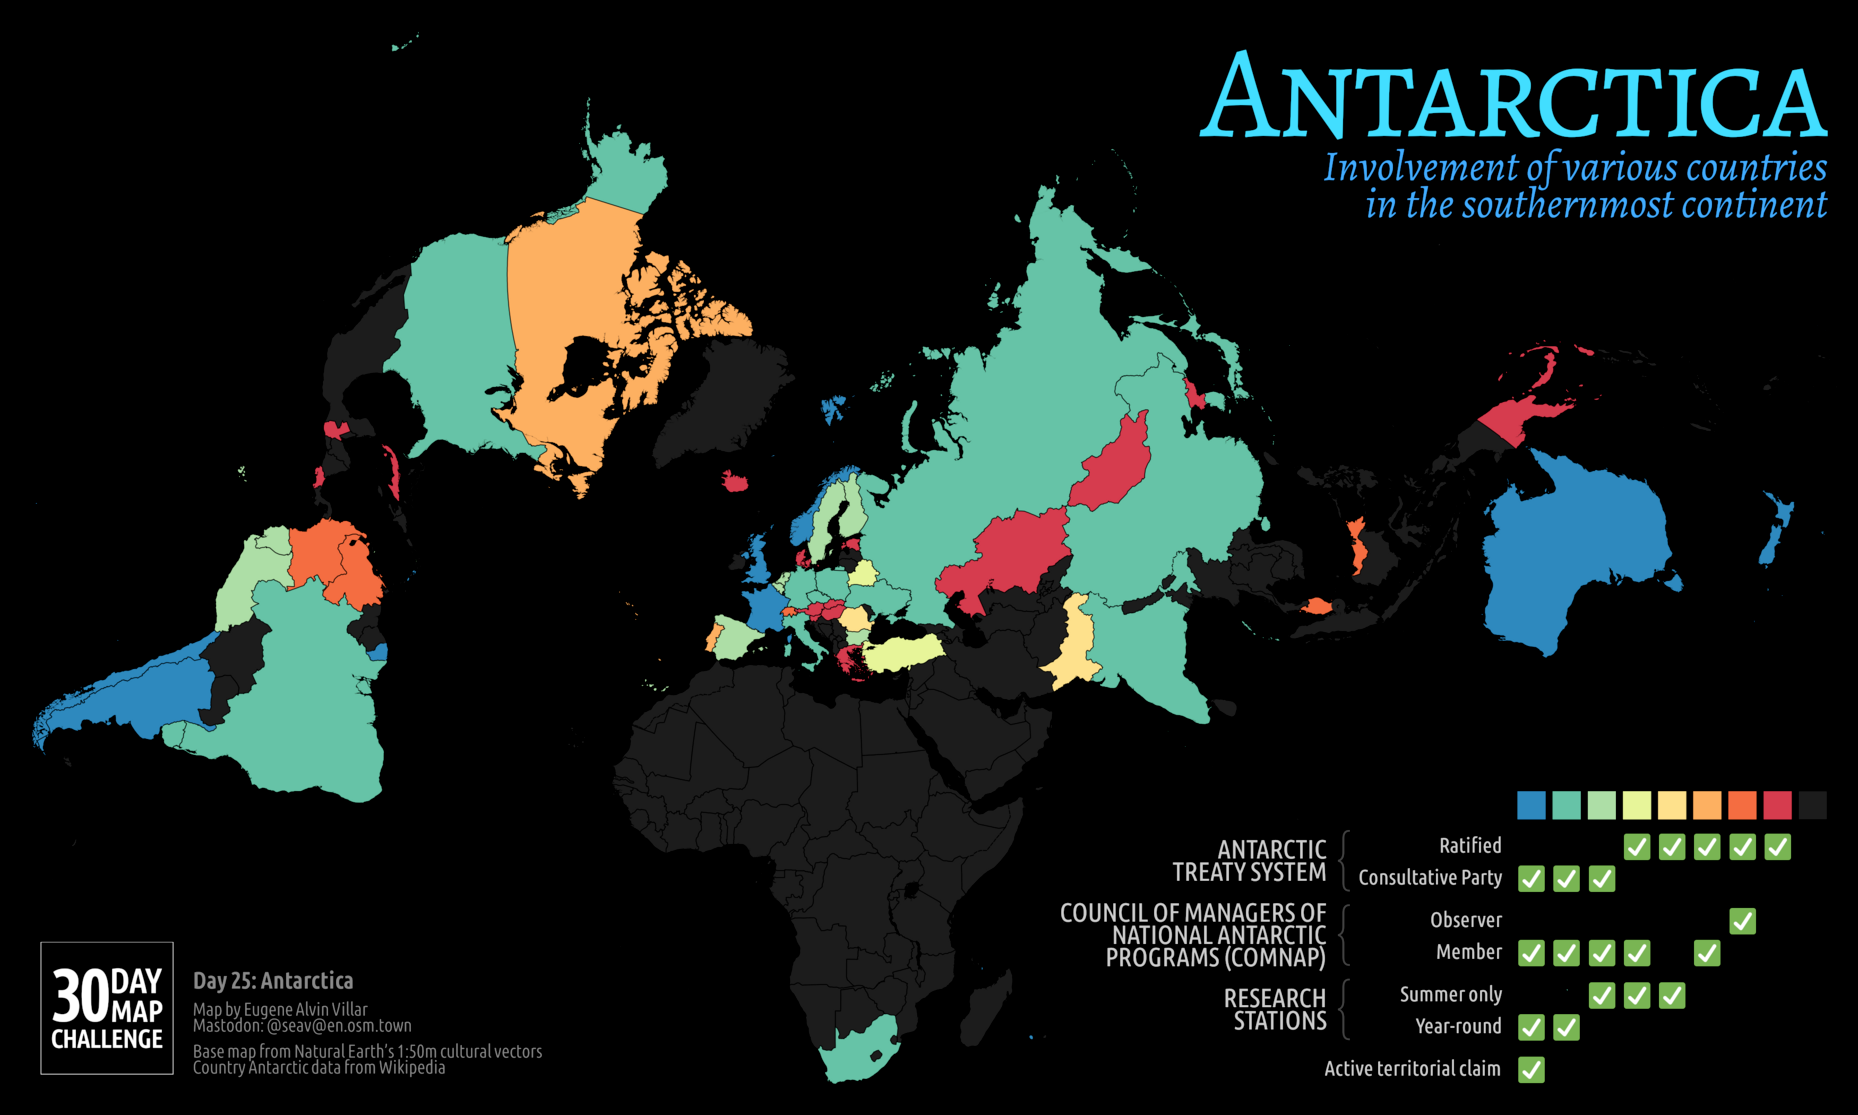 ANTARCTICA
Involvement of various countries
in the southernmost continent
ANTARCTIC
TREATY SYSTEM
Ratified
Consultative Party
COUNCIL OF MANAGERS OF
NATIONAL ANTARCTIC
PROGRAMS (COMNAP)
Observer
Member
RESEARCH
STATIONS
Summer only
Year-round
Active territorial claim
30 DAY
MAP
CHALLENGE
Day 25: Antarctica
Map by Eugene Alvin Villar
Mastodon: @seav@en.osm.town
Base map from Natural Earth's 1:50m cultural vectors
Country Antarctic data from Wikipedia